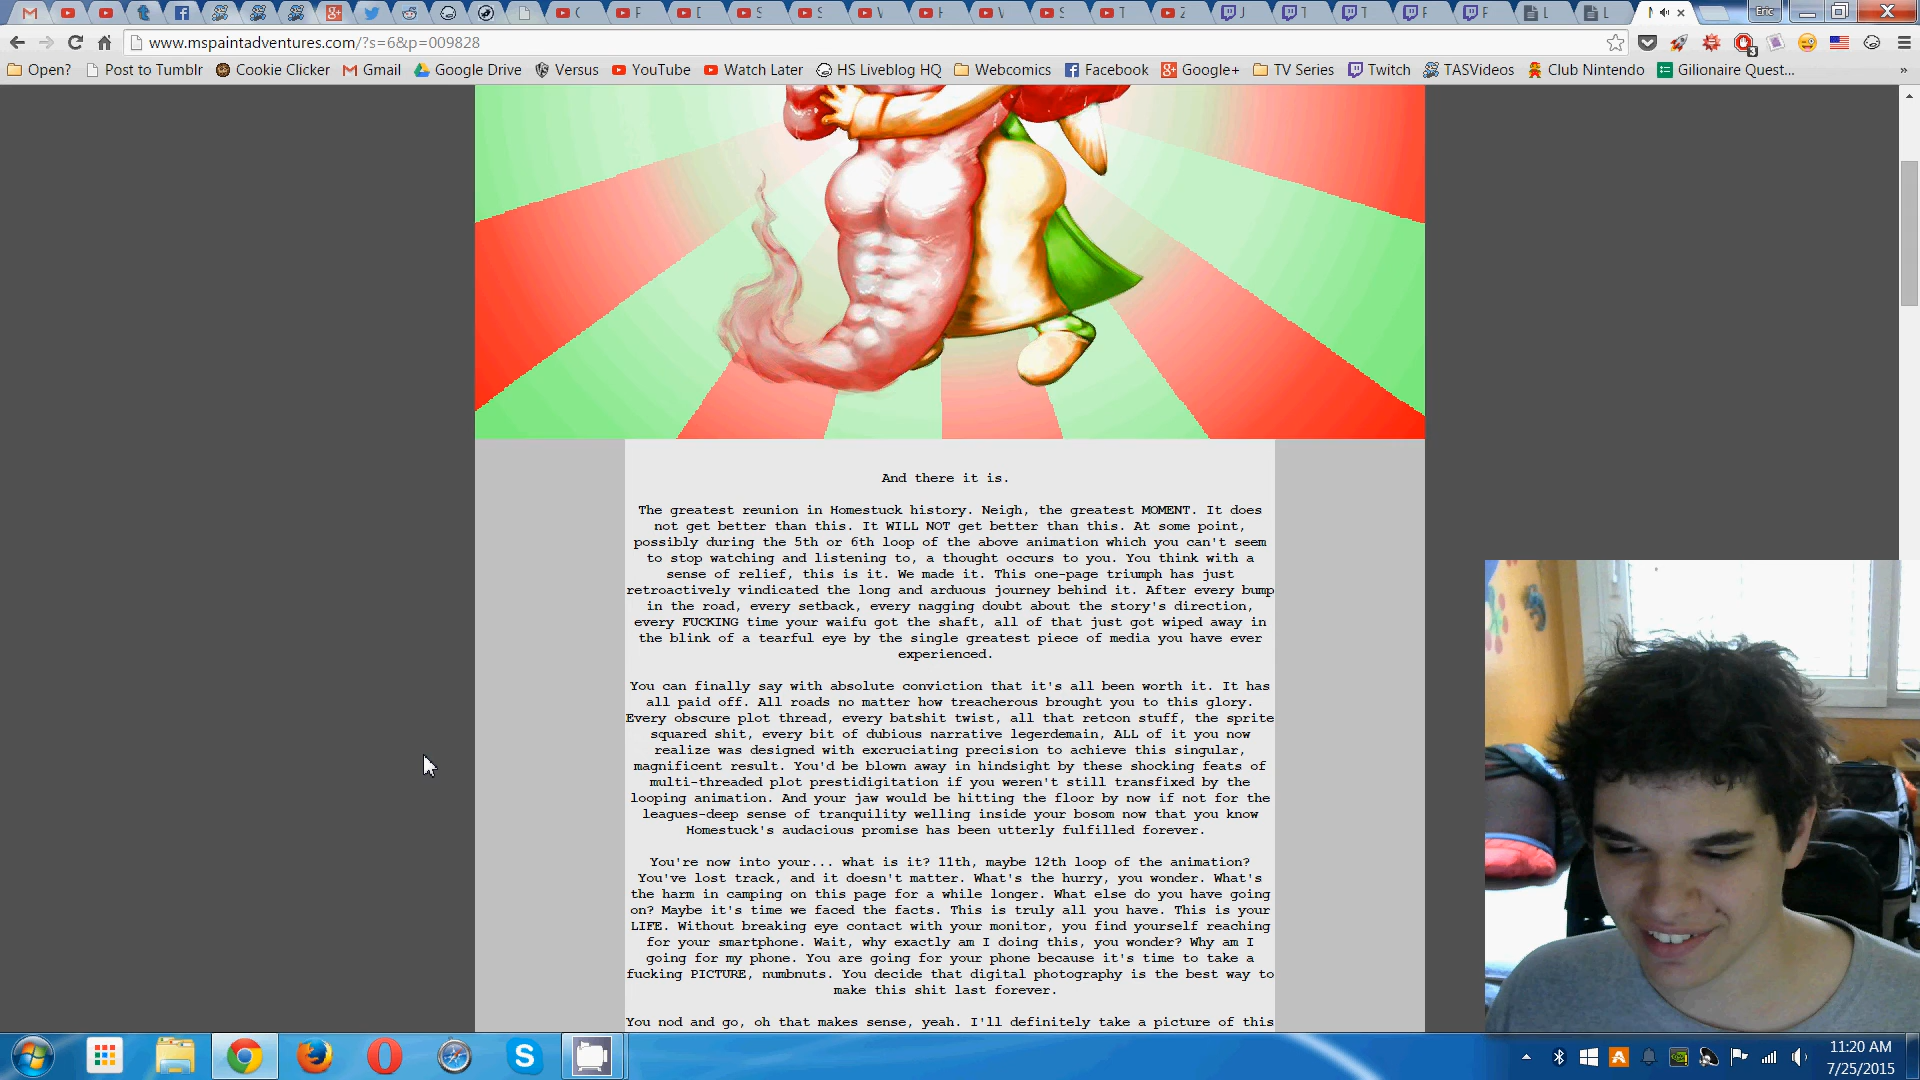 C F D S S V H V S T Z J T T F F L L Eric
www.mspaintadventures.com/?s=6&p=009828
Open? Post to Tumblr Cookie Clicker Gmail Google Drive Versus YouTube Watch Later HS Liveblog HQ Webcomics Facebook Google+ TV Series Twitch TASVideos Club Nintendo Gilionaire Quest... »
And there it is.
The greatest reunion in Homestuck history. Neigh, the greatest MOMENT. It does
not get better than this. It WILL NOT get better than this. At some point,
possibly during the 5th or 6th loop of the above animation which you can't seem
to stop watching and listening to, a thought occurs to you. You think with a
sense of relief, this is it. We made it. This one-page triumph has just
retroactively vindicated the long and arduous journey behind it. After every bump
in the road, every setback, every nagging doubt about the story's direction,
every FUCKING time your waifu got the shaft, all of that just got wiped away in
the blink of a tearful eye by the single greatest piece of media you have ever
experienced.
You can finally say with absolute conviction that it's all been worth it. It has
all paid off. All roads no matter how treacherous brought you to this glory.
Every obscure plot thread, every batshit twist, all that retcon stuff, the sprite
squared shit, every bit of dubious narrative legerdemain, ALL of it you now
realize was designed with excruciating precision to achieve this singular,
magnificent result. You'd be blown away in hindsight by these shocking feats of
multi-threaded plot prestidigitation if you weren't still transfixed by the
looping animation. And your jaw would be hitting the floor by now if not for the
leagues-deep sense of tranquility welling inside your bosom now that you know
Homestuck's audacious promise has been utterly fulfilled forever.
You're now into your... what is it? 11th, maybe 12th loop of the animation?
You've lost track, and it doesn't matter. What's the hurry, you wonder. What's
the harm in camping on this page for a while longer. What else do you have going
on? Maybe it's time we faced the facts. This is truly all you have. This is your
LIFE. Without breaking eye contact with your monitor, you find yourself reaching
for your smartphone. Wait, why exactly am I doing this, you wonder? Why am I
going for my phone. You are going for your phone because it's time to take a
fucking PICTURE, numbnuts. You decide that digital photography is the best way to
make this shit last forever.
You nod and go, oh that makes sense, yeah. I'll definitely take a picture of this
11:20 AM
7/25/2015